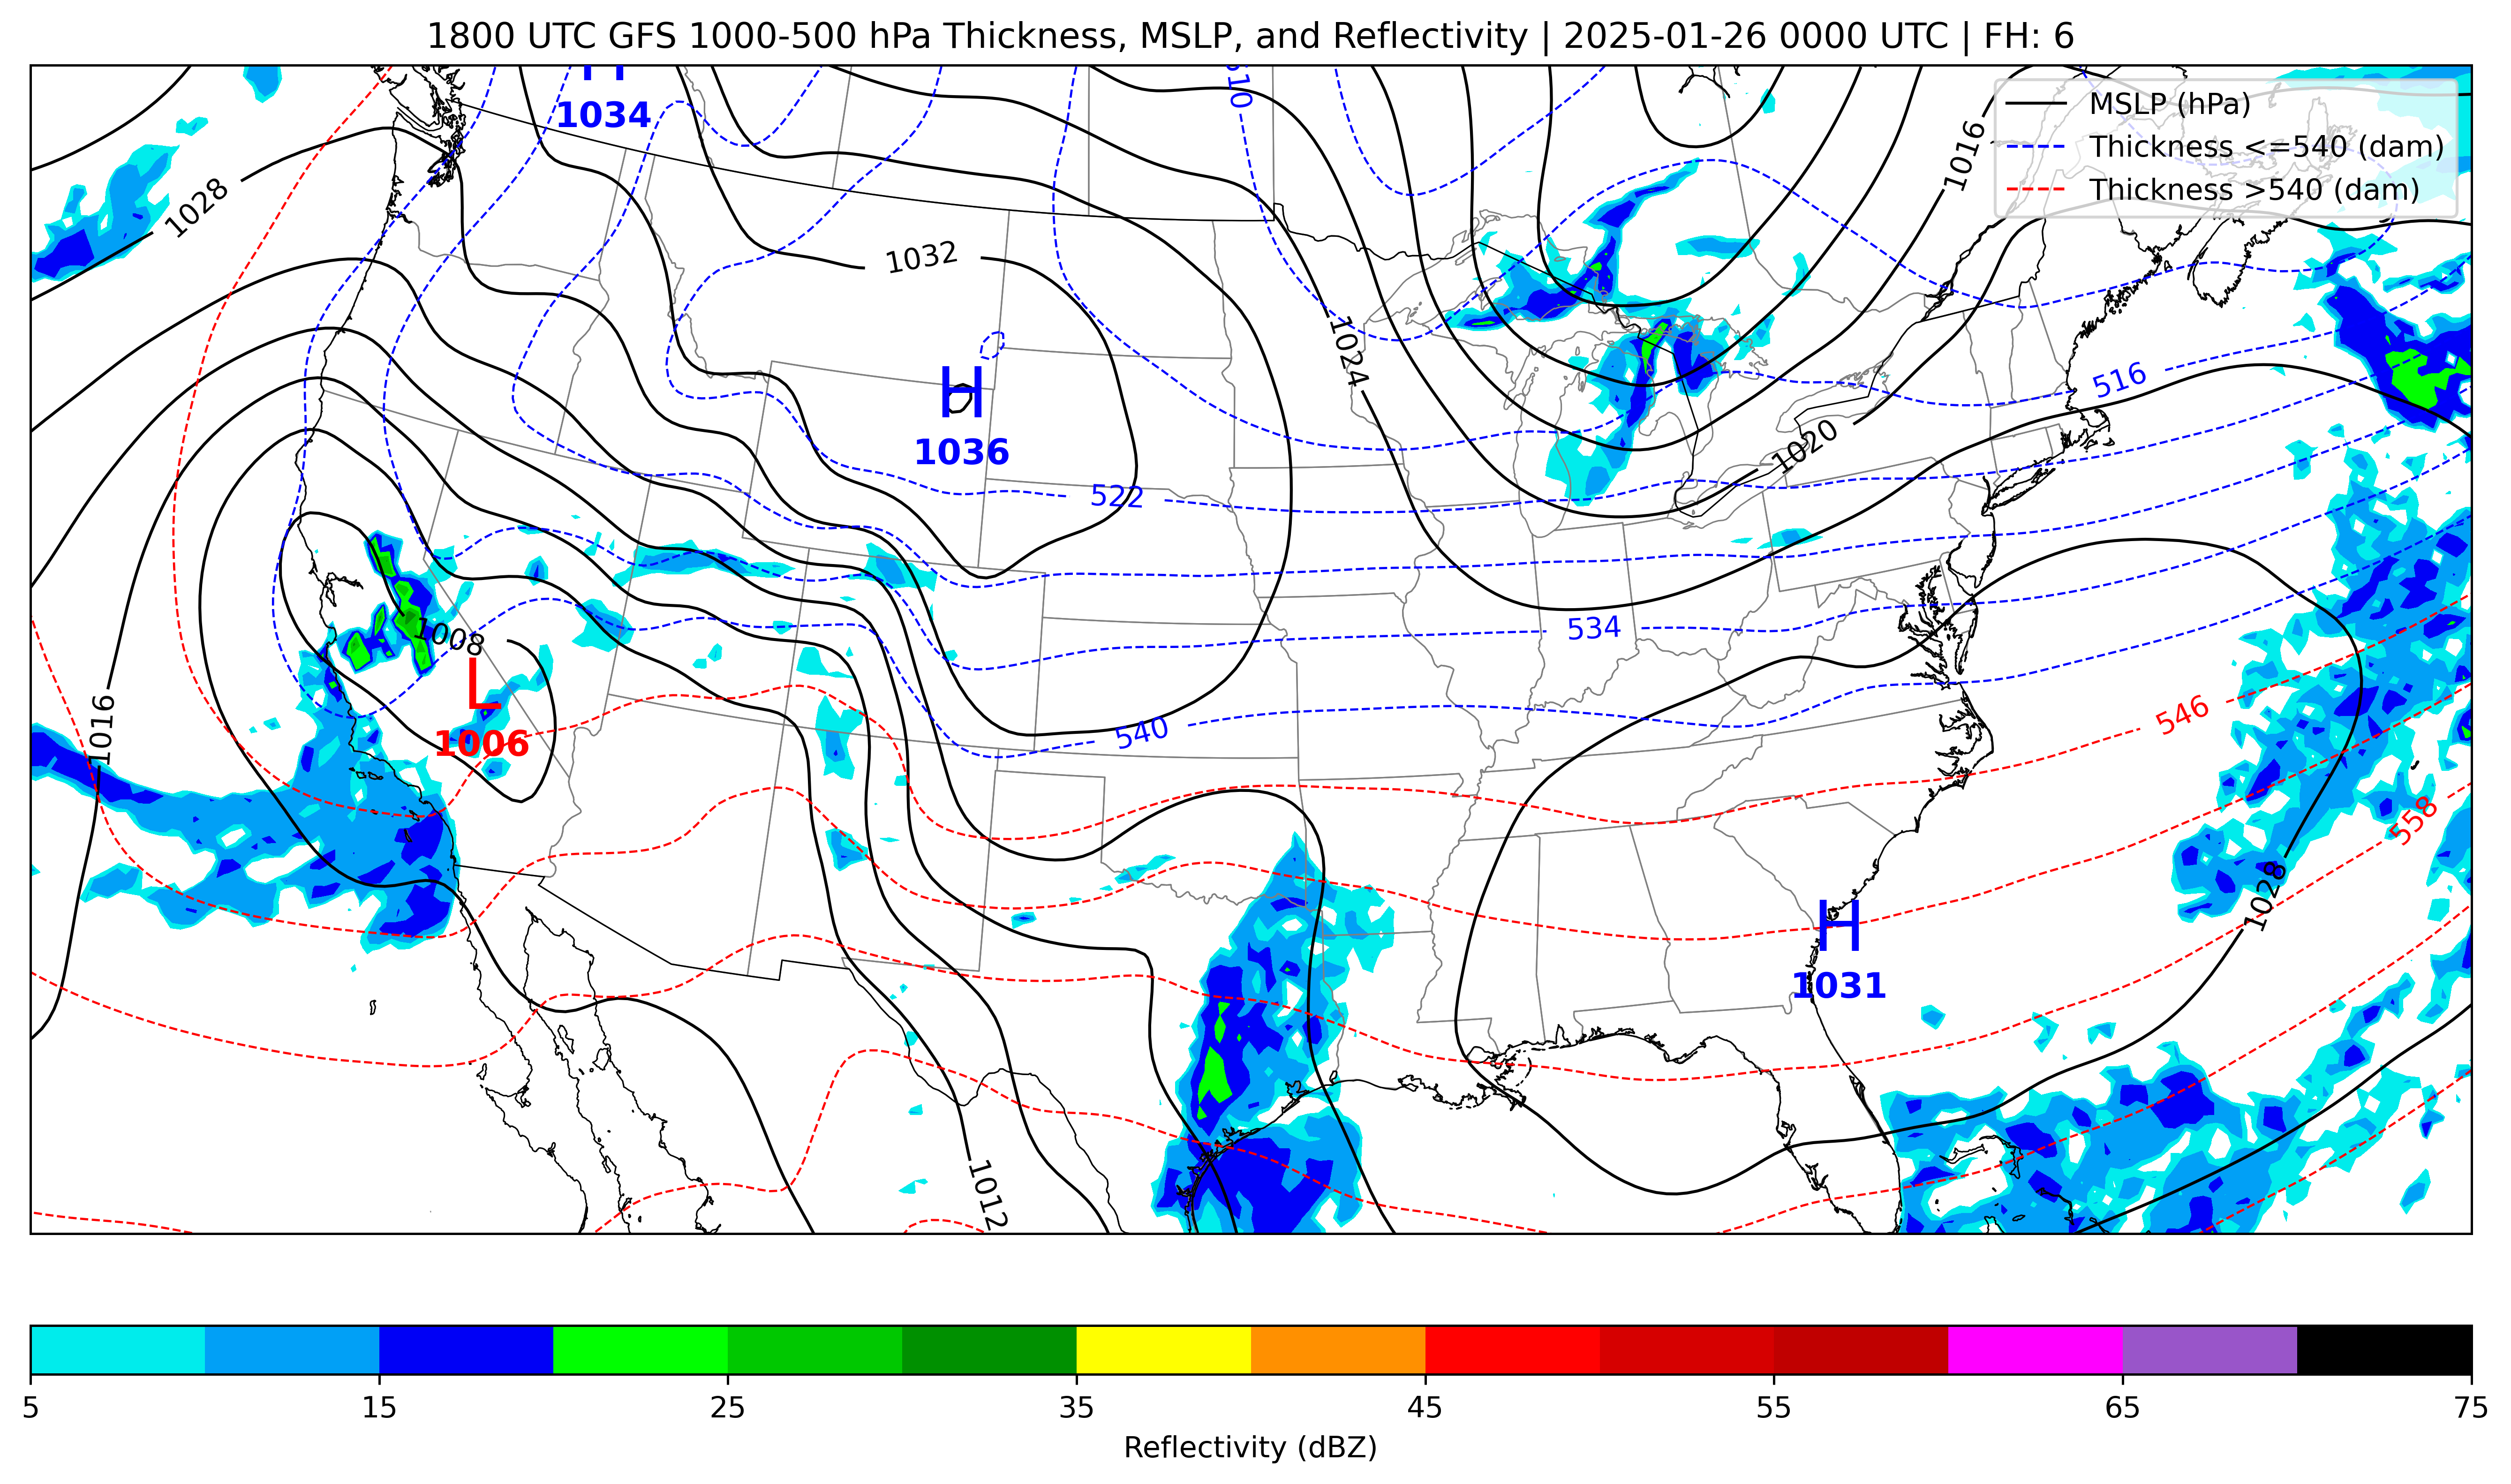 1800 UTC GFS 1000-500 hPa Thickness, MSLP, and Reflectivity | 2025-01-26 0000 UTC | FH: 6
H
1034
510
MSLP (hPa)
Thickness <=540 (dam)
Thickness >540 (dam)
1016
1028
1032
1024
H
1036
516
1020
522
1008
534
L
1006
1016
540
546
558
1028
H
1031
1012
5 15 25 35 45 55 65 75
Reflectivity (dBZ)